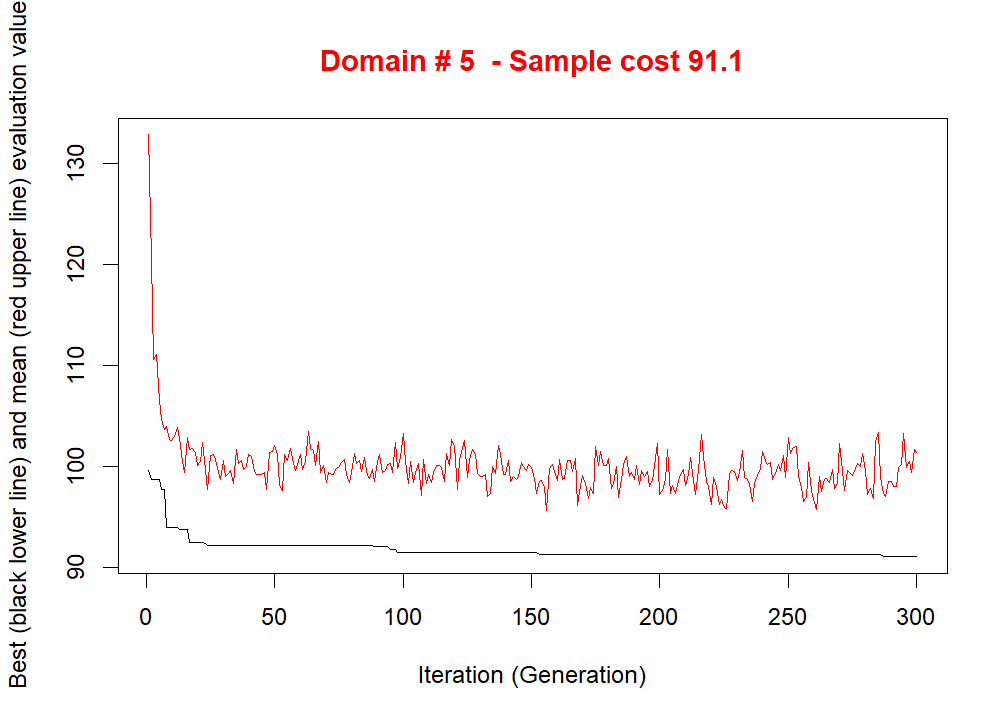 Domain # 5  - Sample cost 91.1
Best (black lower line) and mean (red upper line) evaluation value
130
120
110
100
90
0 50 100 150 200 250 300
Iteration (Generation)